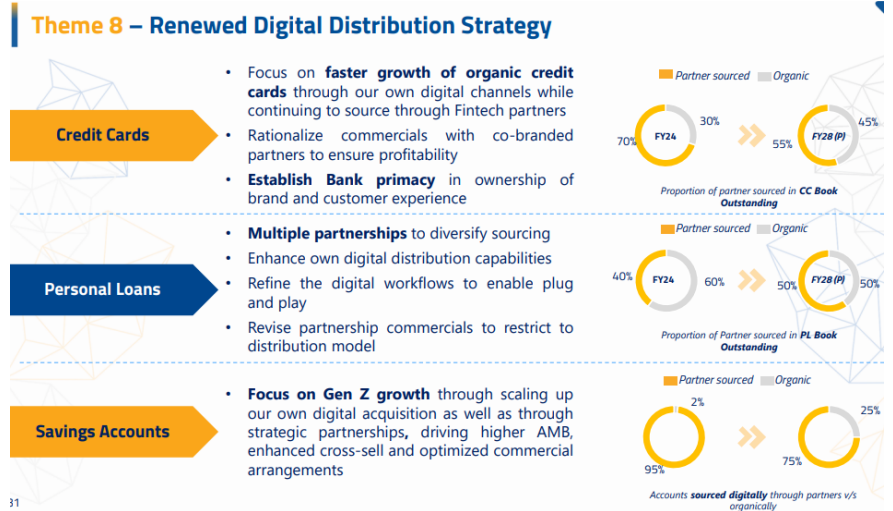 Theme 8 – Renewed Digital Distribution Strategy
Credit Cards
• Focus on faster growth of organic credit
cards through our own digital channels while
continuing to source through Fintech partners
• Rationalize commercials with co-branded
partners to ensure profitability
• Establish Bank primacy in ownership of
brand and customer experience
Partner sourced Organic
70% FY24 30%
55% FY28 (P) 45%
Proportion of partner sourced in CC Book
Outstanding
Personal Loans
• Multiple partnerships to diversify sourcing
• Enhance own digital distribution capabilities
• Refine the digital workflows to enable plug
and play
• Revise partnership commercials to restrict to
distribution model
Partner sourced Organic
40% FY24 60%
50% FY28 (P) 50%
Proportion of Partner sourced in PL Book
Outstanding
Savings Accounts
• Focus on Gen Z growth through scaling up
our own digital acquisition as well as through
strategic partnerships, driving higher AMB,
enhanced cross-sell and optimized commercial
arrangements
Partner sourced Organic
2%
95%
25%
75%
Accounts sourced digitally through partners v/s
organically
31